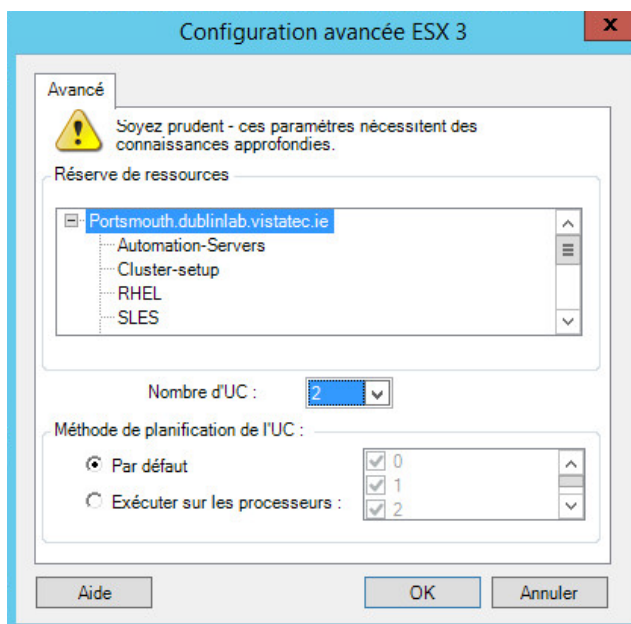 Configuration avancée ESX 3
x
Avancé
Soyez prudent - ces paramètres nécessitent des
connaissances approfondies.
Réserve de ressources
Portsmouth.dublinlab.vistatec.ie
Automation-Servers
Cluster-setup
RHEL
SLES
Nombre d'UC :
2
Méthode de planification de l'UC :
Par défaut
Exécuter sur les processeurs :
0
1
2
Aide
OK
Annuler